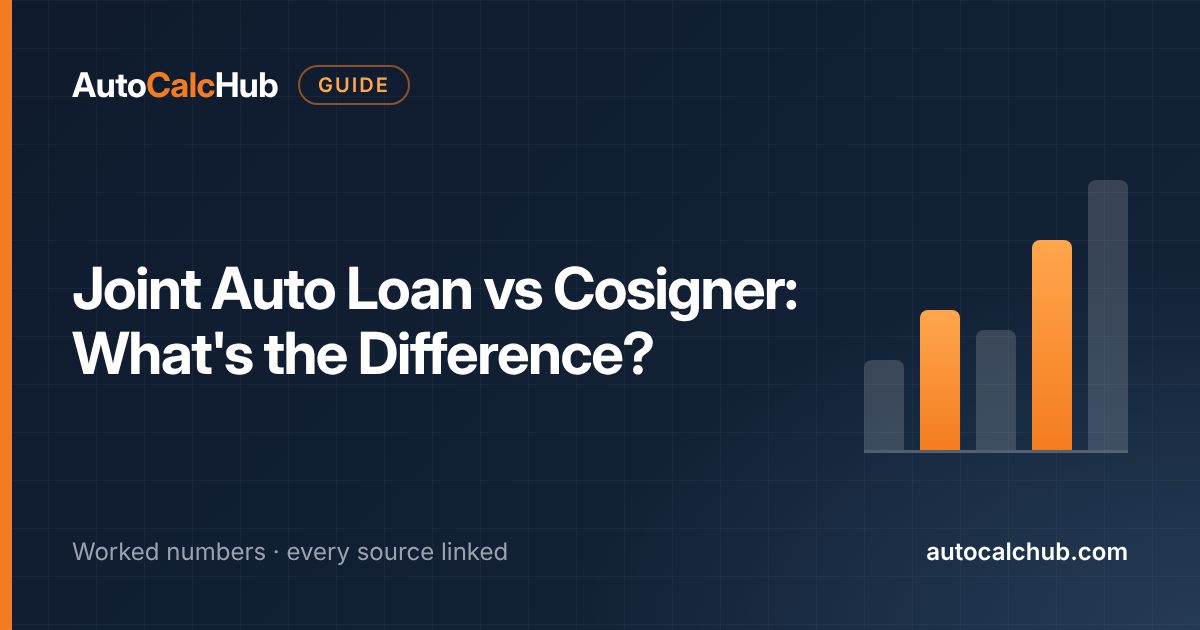 AutoCalcHub GUIDE
Joint Auto Loan vs Cosigner:
What's the Difference?
Worked numbers · every source linked
autocalchub.com